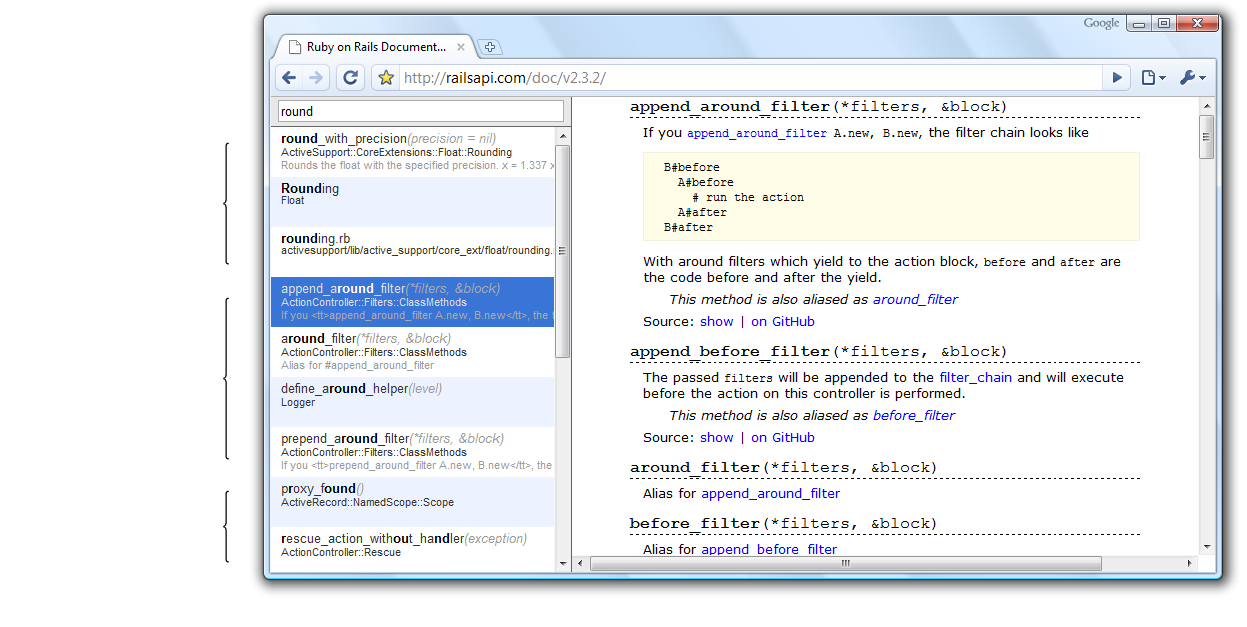 Google
Ruby on Rails Document...
http://railsapi.com/doc/v2.3.2/
round
round_with_precision(precision = nil)
ActiveSupport::CoreExtensions::Float::Rounding
Rounds the float with the specified precision. x = 1.337 x
Rounding
Float
rounding.rb
activesupport/lib/active_support/core_ext/float/rounding.
append_around_filter(*filters, &block)
ActionController::Filters::ClassMethods
If you <tt>append_around_filter A.new, B.new</tt>, the f
around_filter(*filters, &block)
ActionController::Filters::ClassMethods
Alias for #append_around_filter
define_around_helper(level)
Logger
prepend_around_filter(*filters, &block)
ActionController::Filters::ClassMethods
If you <tt>prepend_around_filter A.new, B.new</tt>, the
proxy_found()
ActiveRecord::NamedScope::Scope
rescue_action_without_handler(exception)
ActionController::Rescue
append_around_filter(*filters, &block)
If you append_around_filter A.new, B.new, the filter chain looks like
B#before
A#before
# run the action
A#after
B#after
With around filters which yield to the action block, before and after are
the code before and after the yield.
This method is also aliased as around_filter
Source: show | on GitHub
append_before_filter(*filters, &block)
The passed filters will be appended to the filter_chain and will execute
before the action on this controller is performed.
This method is also aliased as before_filter
Source: show | on GitHub
around_filter(*filters, &block)
Alias for append_around_filter
before_filter(*filters, &block)
Alias for append_before_filter